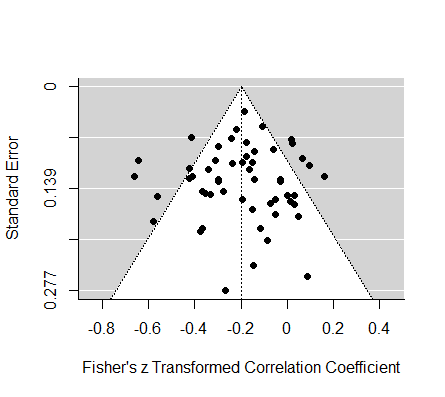 Standard Error
0
0.139
0.277
-0.8 -0.6 -0.4 -0.2 0 0.2 0.4
Fisher's z Transformed Correlation Coefficient